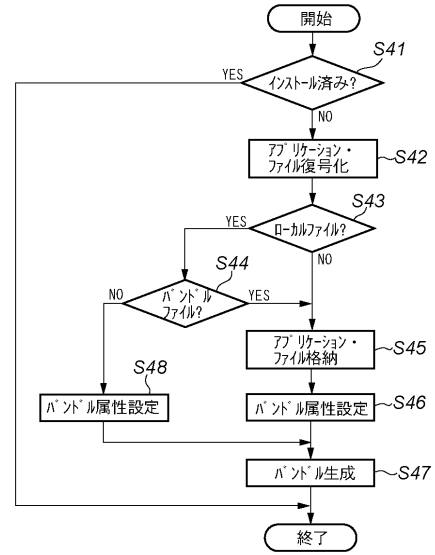 開始
S41
YES
インストール済み?
NO
アプリケーション・
ファイル復号化
S42
S43
YES
ローカルファイル?
NO
S44
NO
バンドル
ファイル?
YES
アプリケーション・
ファイル格納
S45
S48
バンドル属性設定
バンドル属性設定
S46
バンドル生成
S47
終了